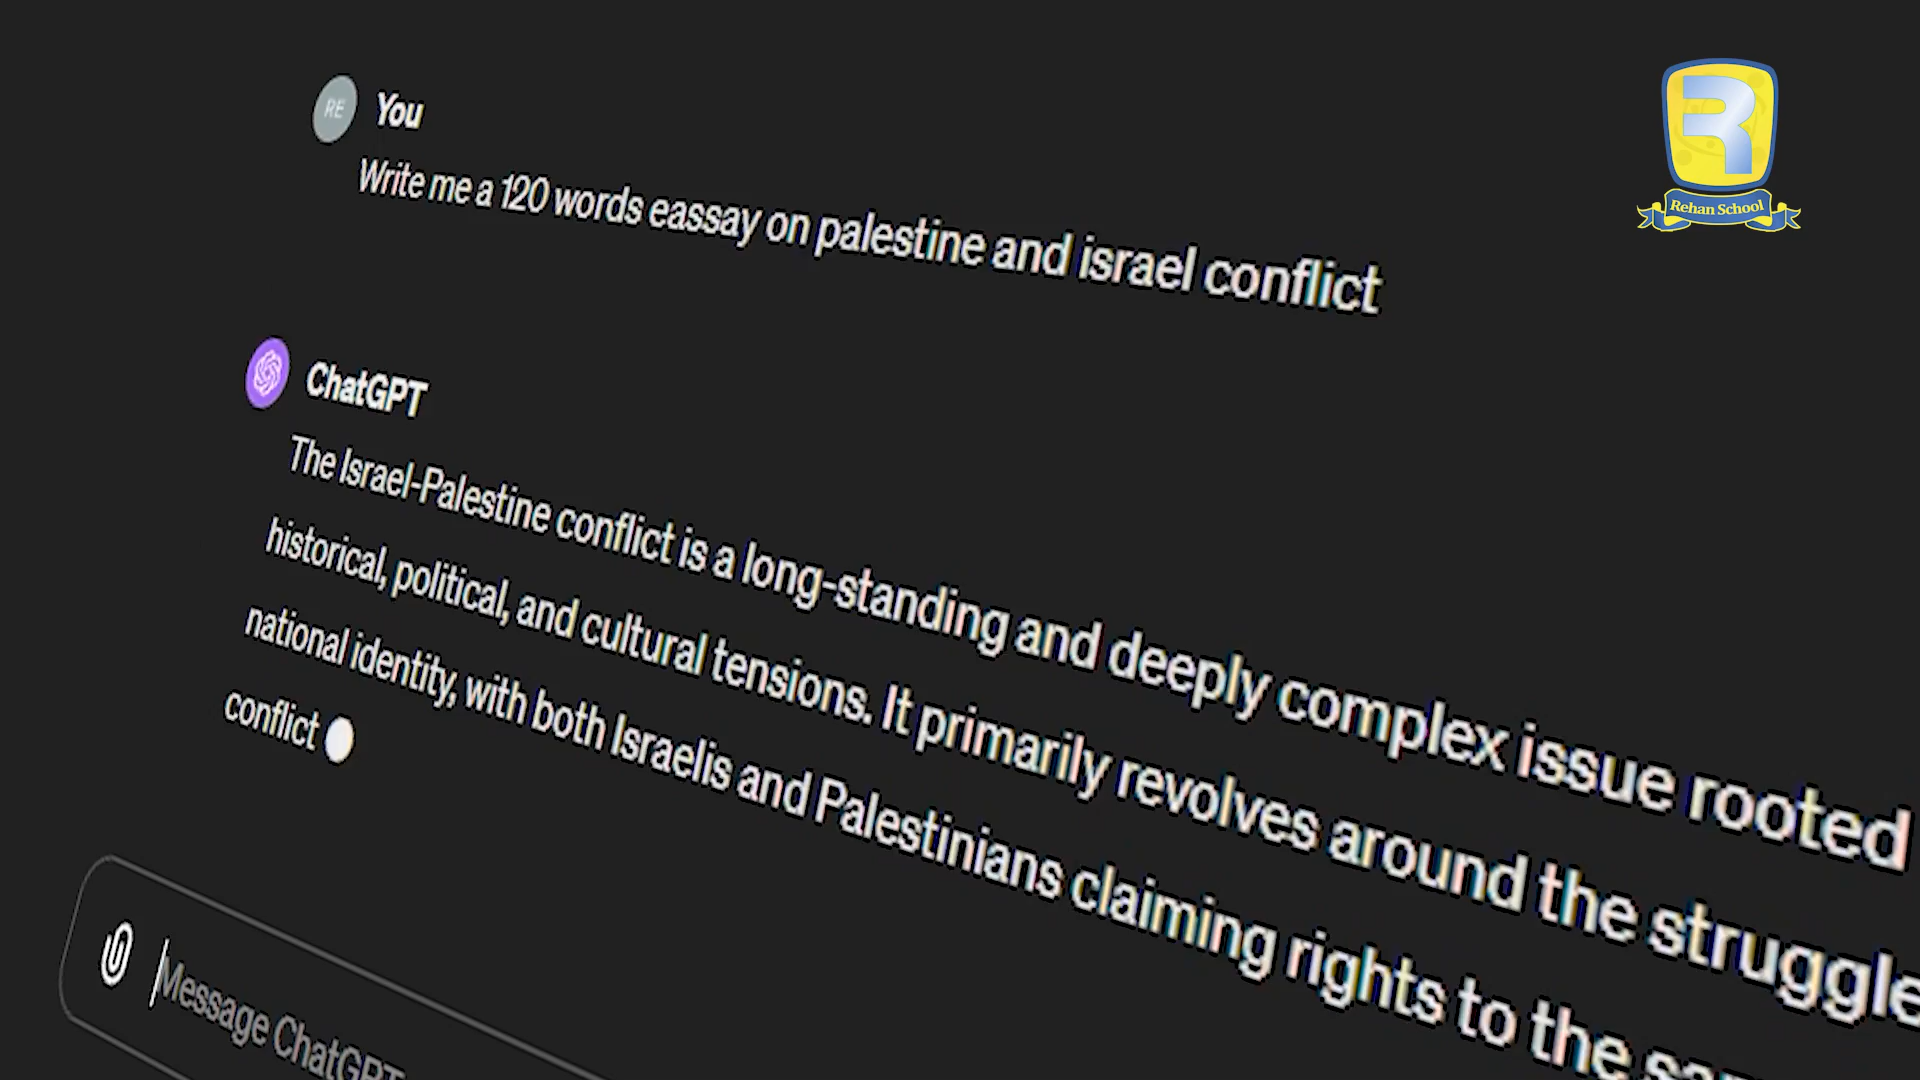 RE
You
Write me a 120 words eassay on palestine and israel conflict
Rehan School
ChatGPT
The Israel-Palestine conflict is a long-standing and deeply complex issue rooted
historical, political, and cultural tensions. It primarily revolves around the struggle
national identity, with both Israelis and Palestinians claiming rights to the
conflict
Message ChatGPT